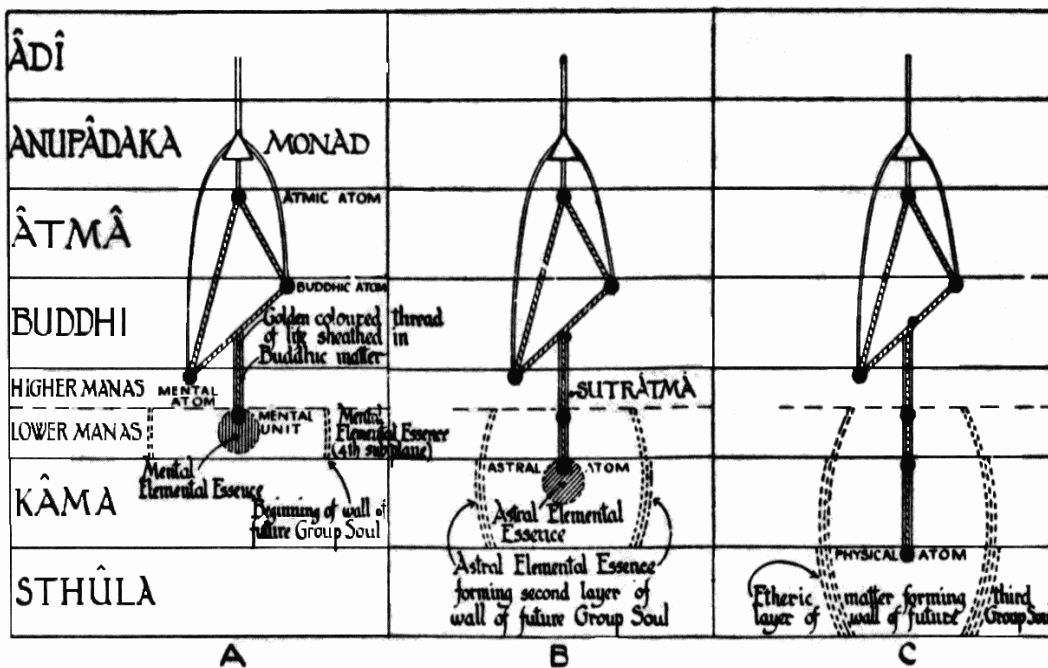 ÂDÎ
ANUPÂDAKA
ÂTMÂ
BUDDHI
HIGHER MANAS
LOWER MANAS
KÂMA
STHÛLA
MONAD
ÂTMIC ATOM
BUDDHIC ATOM
Golden coloured thread
of life sheathed in
Buddhic matter
MENTAL
ATOM
MENTAL
UNIT
Mental
Elemental Essence
(4th subplane)
Mental
Elemental Essence
Beginning of wall of
future Group Soul
A
SUTRÂTMÂ
ASTRAL ATOM
Astral Elemental
Essence
Astral Elemental Essence
forming second layer of
wall of future Group Soul
B
PHYSICAL ATOM
Etheric matter forming third
layer of wall of future Group Soul
C